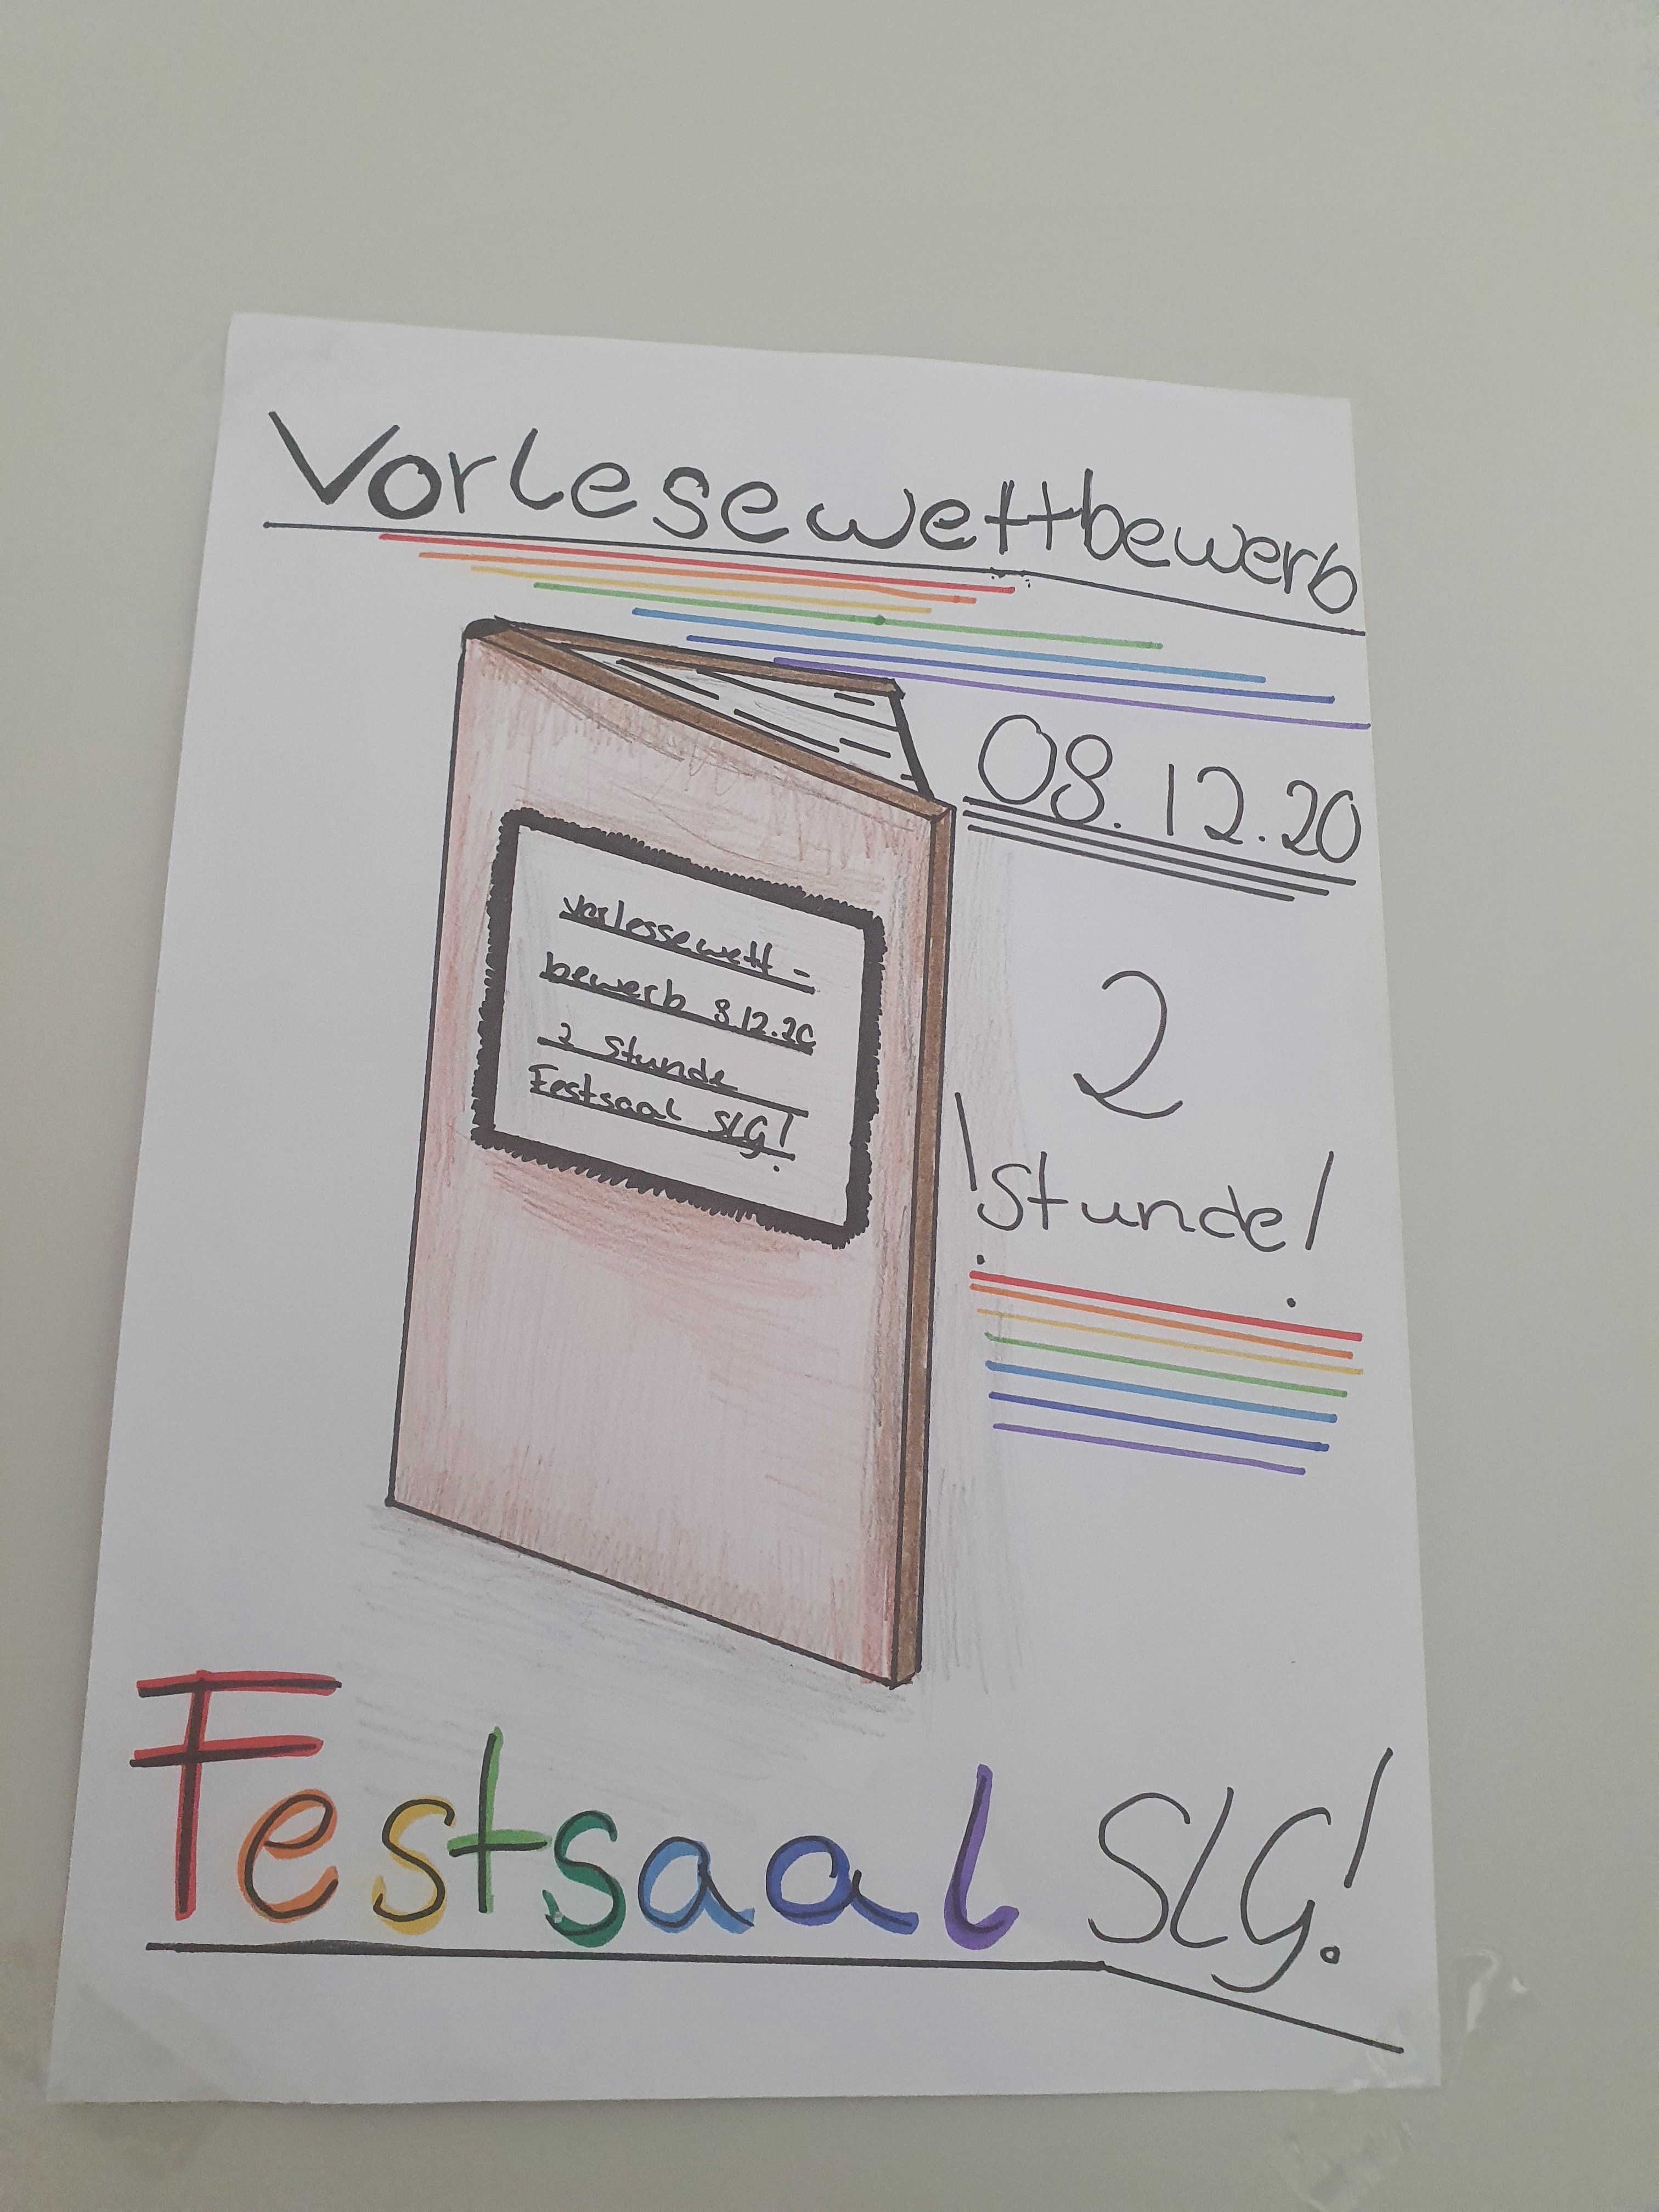 Vorlesewettbewerb
08.12.20
vorlessewett-
bewerb 8.12.20
2 Stunde
Festsaal SLG!
2
!Stunde!
Festsaal SLG!